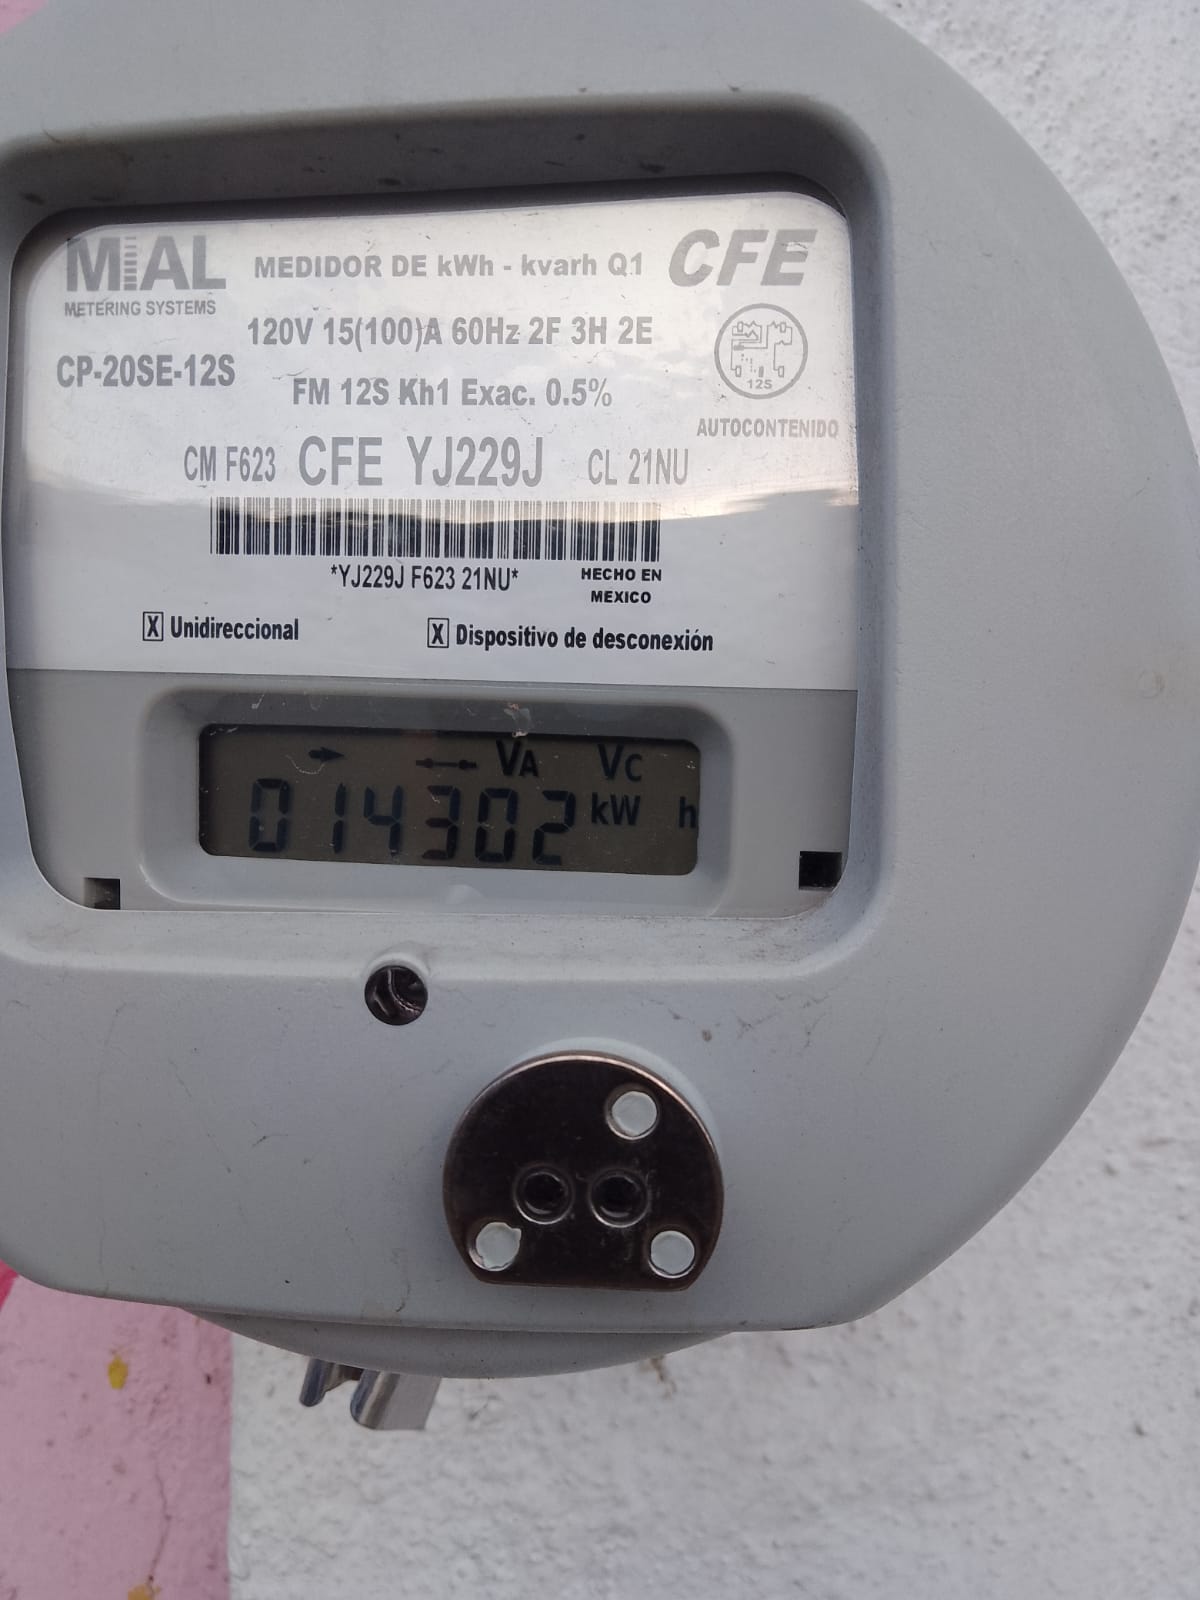 MIAL
METERING SYSTEMS
MEDIDOR DE kWh - kvarh Q1
CFE
120V 15(100)A 60Hz 2F 3H 2E
CP-20SE-12S
FM 12S Kh1 Exac. 0.5%
12S
AUTOCONTENIDO
CM F623 CFE YJ229J CL 21NU
*YJ229J F623 21NU*
HECHO EN
MEXICO
X Unidireccional
X Dispositivo de desconexión
VA VC
014302 kW h